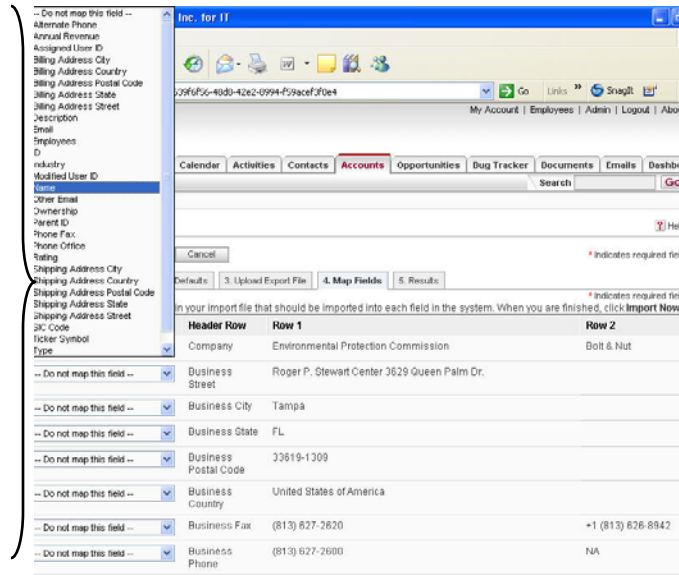 -- Do not map this field --
Alternate Phone
Annual Revenue
Assigned User ID
Billing Address City
Billing Address Country
Billing Address Postal Code
Billing Address State
Billing Address Street
Description
Email
Employees
ID
Industry
Modified User ID
Name
Other Email
Ownership
Parent ID
Phone Fax
Phone Office
Rating
Shipping Address City
Shipping Address Country
Shipping Address Postal Code
Shipping Address State
Shipping Address Street
SIC Code
Ticker Symbol
Type
Inc. for IT
Go Links » SnagIt
My Account | Employees | Admin | Logout | Abou
Calendar Activities Contacts Accounts Opportunities Bug Tracker Documents Emails Dashbo
Search Go
? Hel
Cancel * Indicates required fiel
Defaults 3. Upload Export File 4. Map Fields 5. Results
* Indicates required fiel
in your import file that should be imported into each field in the system. When you are finished, click Import Now
Header Row Row 1 Row 2
Company Environmental Protection Commission Bolt & Nut
-- Do not map this field -- Business Street Roger P. Stewart Center 3629 Queen Palm Dr.
-- Do not map this field -- Business City Tampa
-- Do not map this field -- Business State FL
-- Do not map this field -- Business Postal Code 33619-1309
-- Do not map this field -- Business Country United States of America
-- Do not map this field -- Business Fax (813) 627-2620 +1 (813) 626-8942
-- Do not map this field -- Business Phone (813) 627-2600 NA